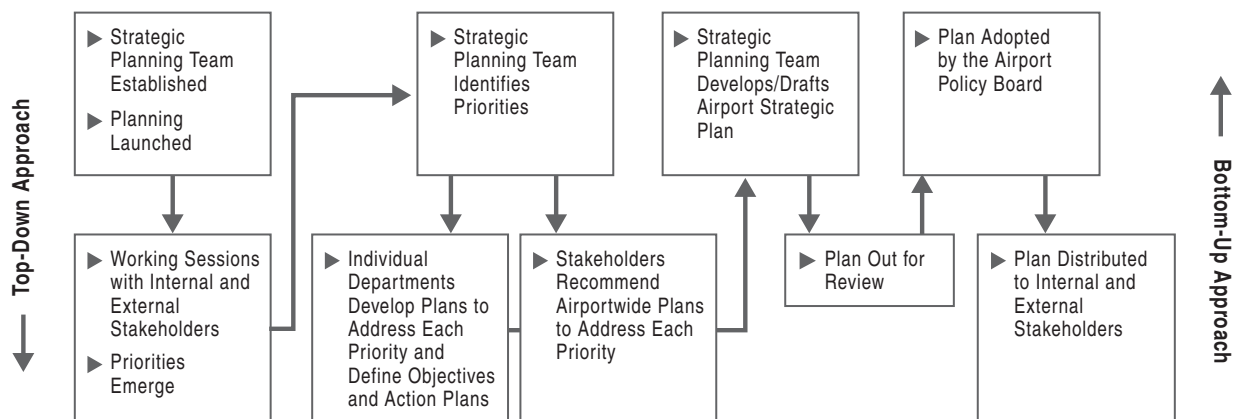 Top-Down Approach
Strategic
Planning Team
Established
Planning
Launched
Working Sessions
with Internal and
External
Stakeholders
Priorities
Emerge
Strategic
Planning Team
Identifies
Priorities
Individual
Departments
Develop Plans to
Address Each
Priority and
Define Objectives
and Action Plans
Stakeholders
Recommend
Airportwide Plans
to Address Each
Priority
Strategic
Planning Team
Develops/Drafts
Airport Strategic
Plan
Plan Out for
Review
Plan Adopted
by the Airport
Policy Board
Plan Distributed
to Internal and
External
Stakeholders
Bottom-Up Approach